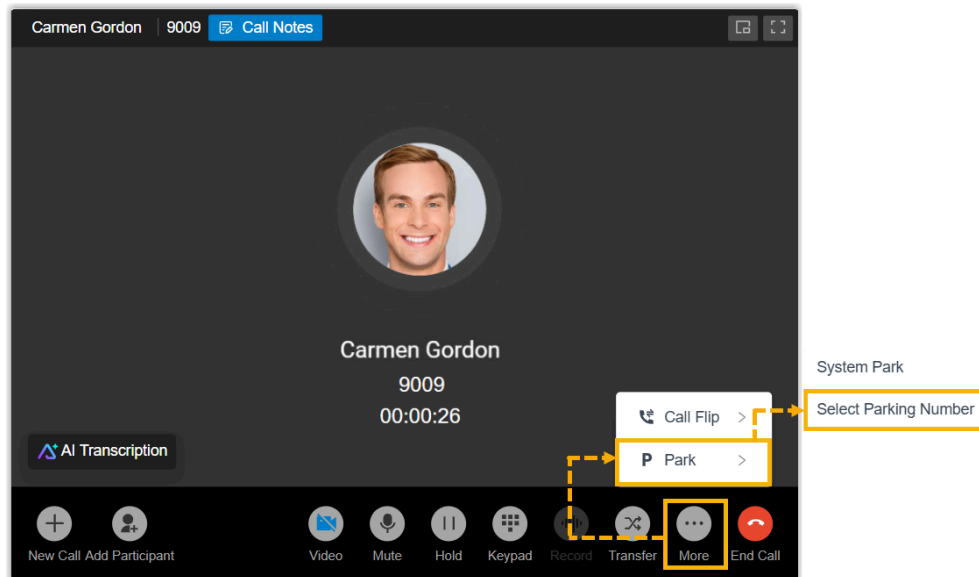 Carmen Gordon 9009 Call Notes
Carmen Gordon
9009
00:00:26
System Park
Call Flip >
Select Parking Number
AI Transcription
P Park >
New Call Add Participant Video Mute Hold Keypad Record Transfer More End Call